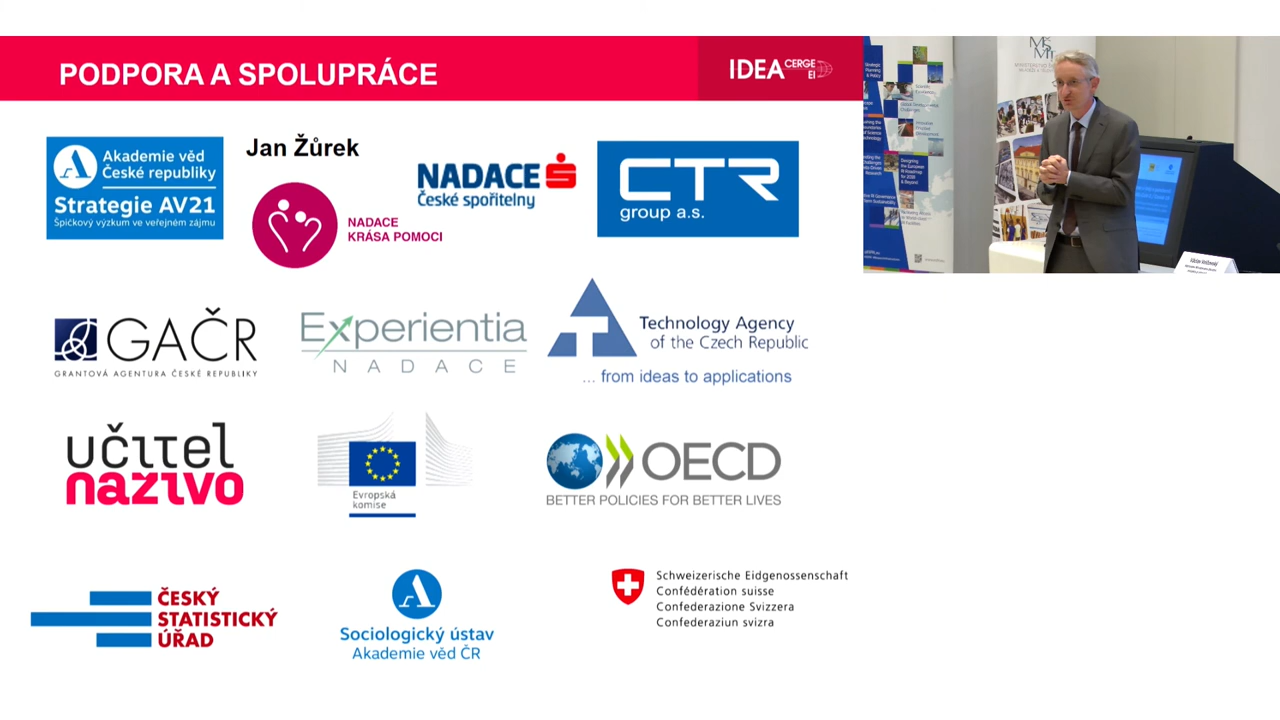 PODPORA A SPOLUPRÁCE
IDEA CERGE
EI
Akademie věd
České republiky
Strategie AV21
Špičkový výzkum ve veřejném zájmu
Jan Žůrek
NADACE
KRÁSA POMOCI
NADACE
České spořitelny
CTR
group a.s.
GAČR
GRANTOVÁ AGENTURA ČESKÉ REPUBLIKY
Experientia
NADACE
Technology Agency
of the Czech Republic
... from ideas to applications
učitel
naživo
Evropská
komise
OECD
BETTER POLICIES FOR BETTER LIVES
ČESKÝ
STATISTICKÝ
ÚŘAD
Sociologický ústav
Akademie věd ČR
Schweizerische Eidgenossenschaft
Confédération suisse
Confederazione Svizzera
Confederaziun svizra